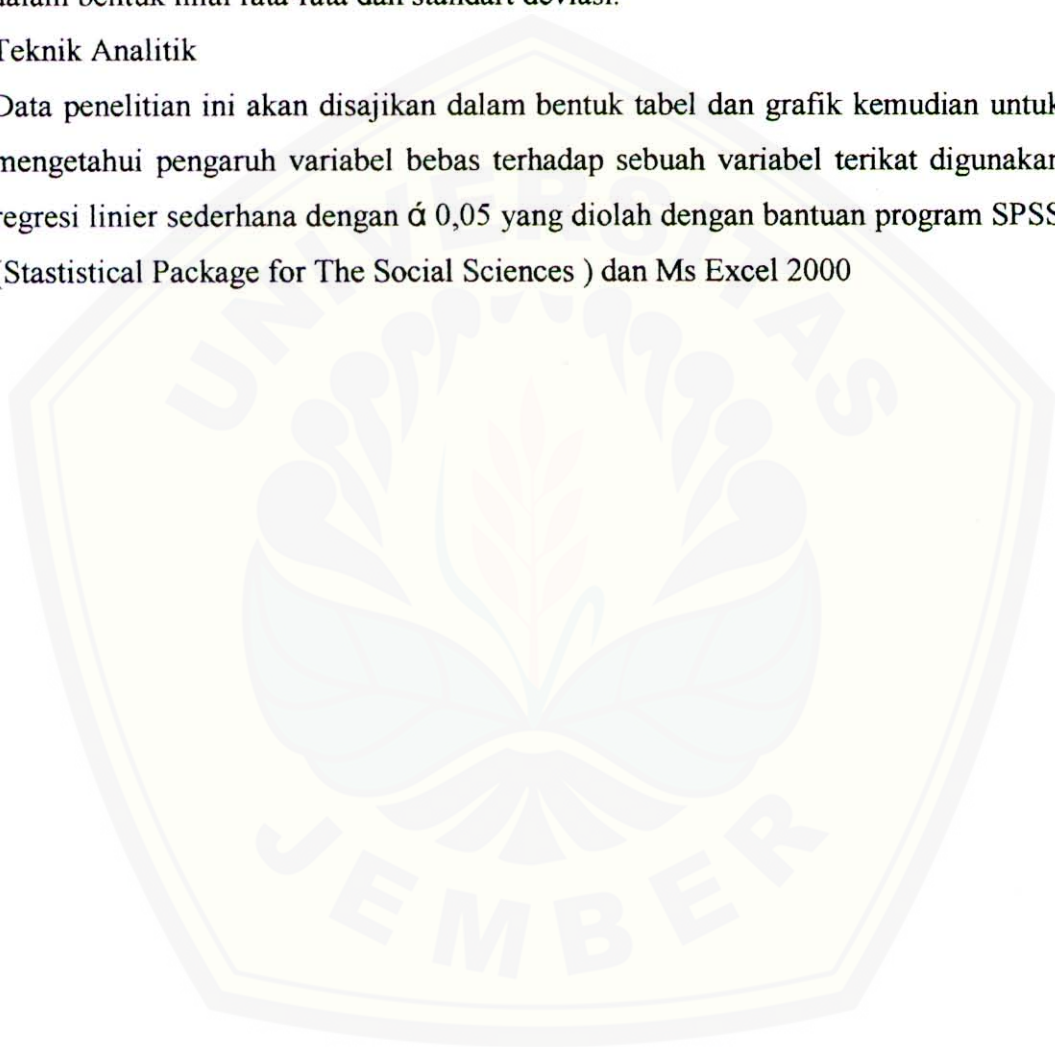 dalam bentuk nilai rata-rata dan standart deviasi.
Teknik Analitik
Data penelitian ini akan disajikan dalam bentuk tabel dan grafik kemudian untuk
mengetahui pengaruh variabel bebas terhadap sebuah variabel terikat digunakan
regresi linier sederhana dengan ά 0,05 yang diolah dengan bantuan program SPSS
(Stastistical Package for The Social Sciences ) dan Ms Excel 2000
UNIVERSITAS
JEMBER